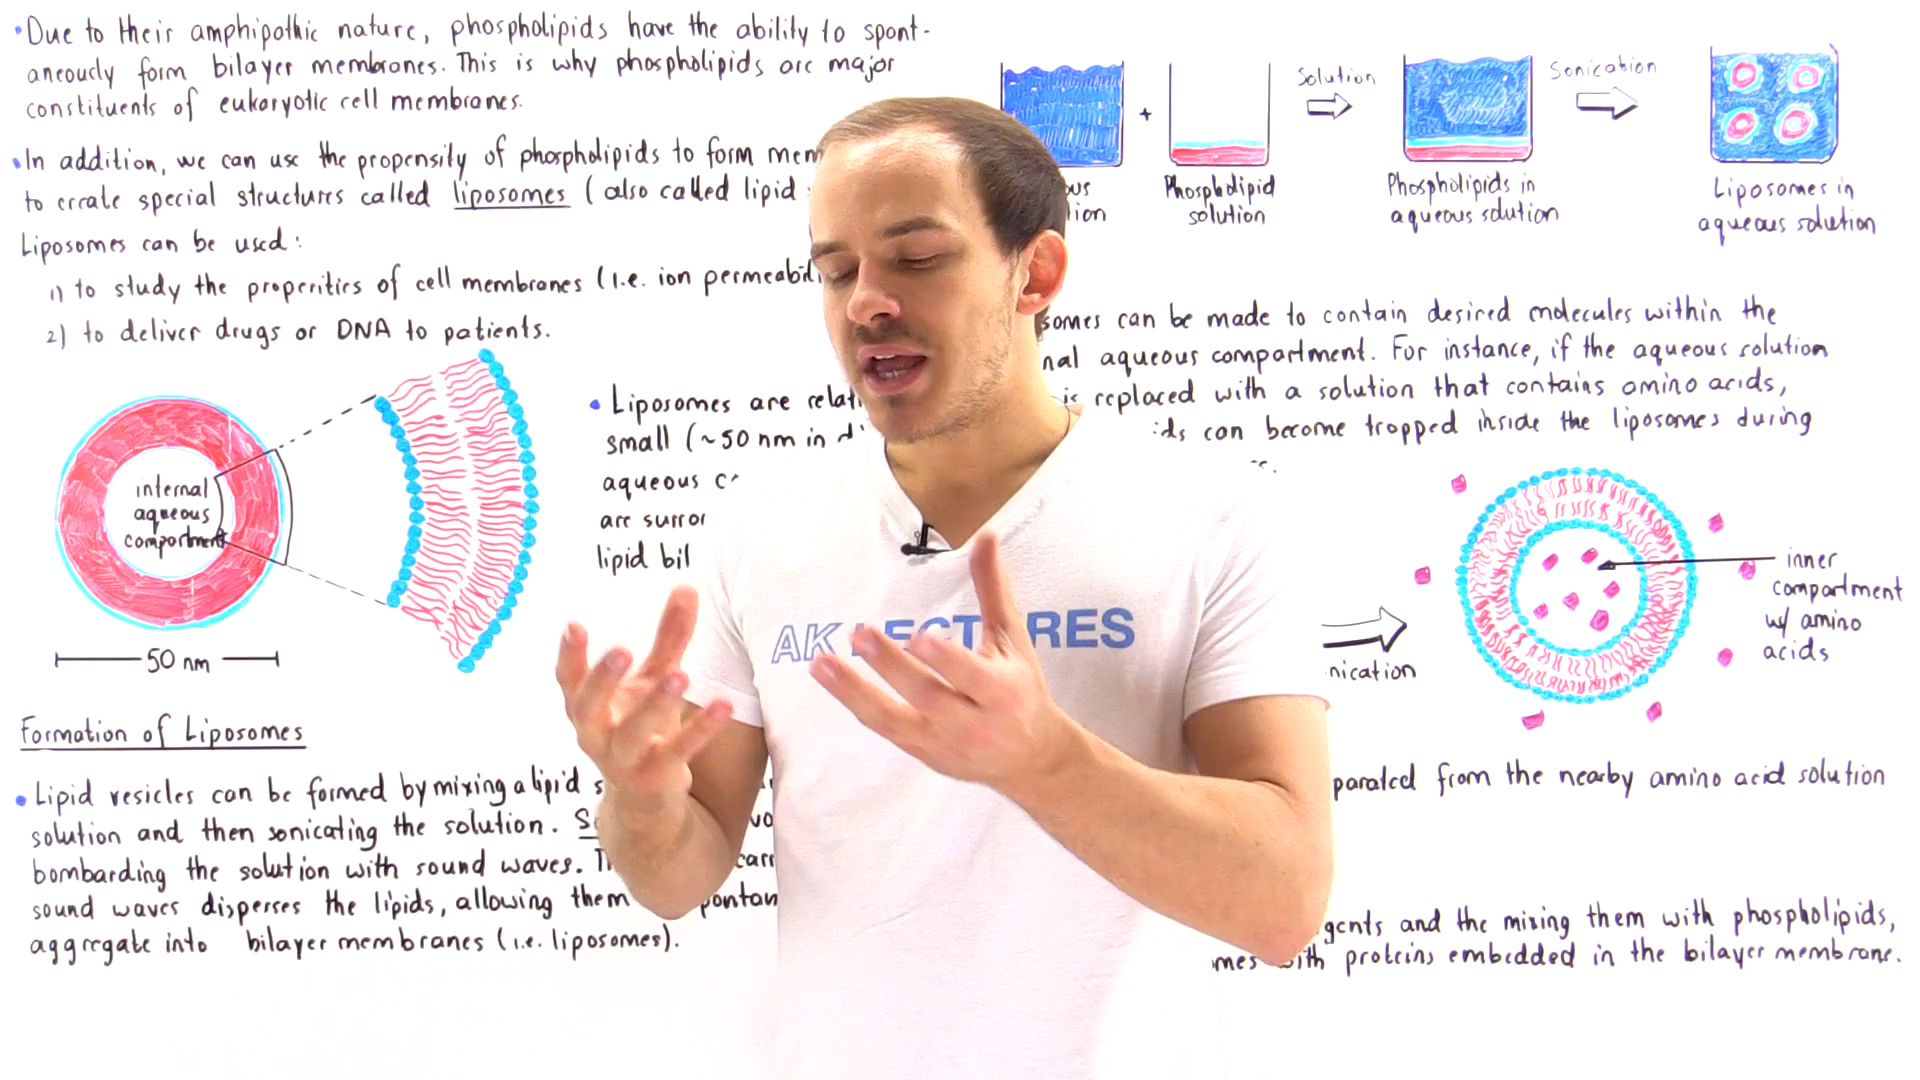 •Due to their amphipathic nature, phospholipids have the ability to spont-
aneously form bilayer membranes. This is why phospholipids are major
constituents of eukaryotic cell membranes.
•In addition, we can use the propensity of phospholipids to form mem
to create special structures called liposomes (also called lipid
Liposomes can be used:
1) to study the properities of cell membranes (i.e. ion permeabil
2) to deliver drugs or DNA to patients.
internal
aqueous
compartment
50 nm
• Liposomes are relati
small (~50 nm in di
aqueous c
are surro
lipid bil
Formation of Liposomes
• Lipid vesicles can be formed by mixing a lipid s
solution and then sonicating the solution. S
bombarding the solution with sound waves.
sound waves disperses the lipids, allowing them pontan
aggregate into bilayer membranes (i.e. liposomes).
+
Solution
Sonication
ous
tion
Phospholipid
solution
Phospholipids in
aqueous solution
Liposomes in
aqueous solution
somes can be made to contain desired molecules within the
nal aqueous compartment. For instance, if the aqueous solution
is replaced with a solution that contains amino acids,
ids can become trapped inside the liposomes during
nication
inner
compartment
w/ amino
acids
parated from the nearby amino acid solution
gents and the mixing them with phospholipids,
mes with proteins embedded in the bilayer membrane.
AK LECTURES